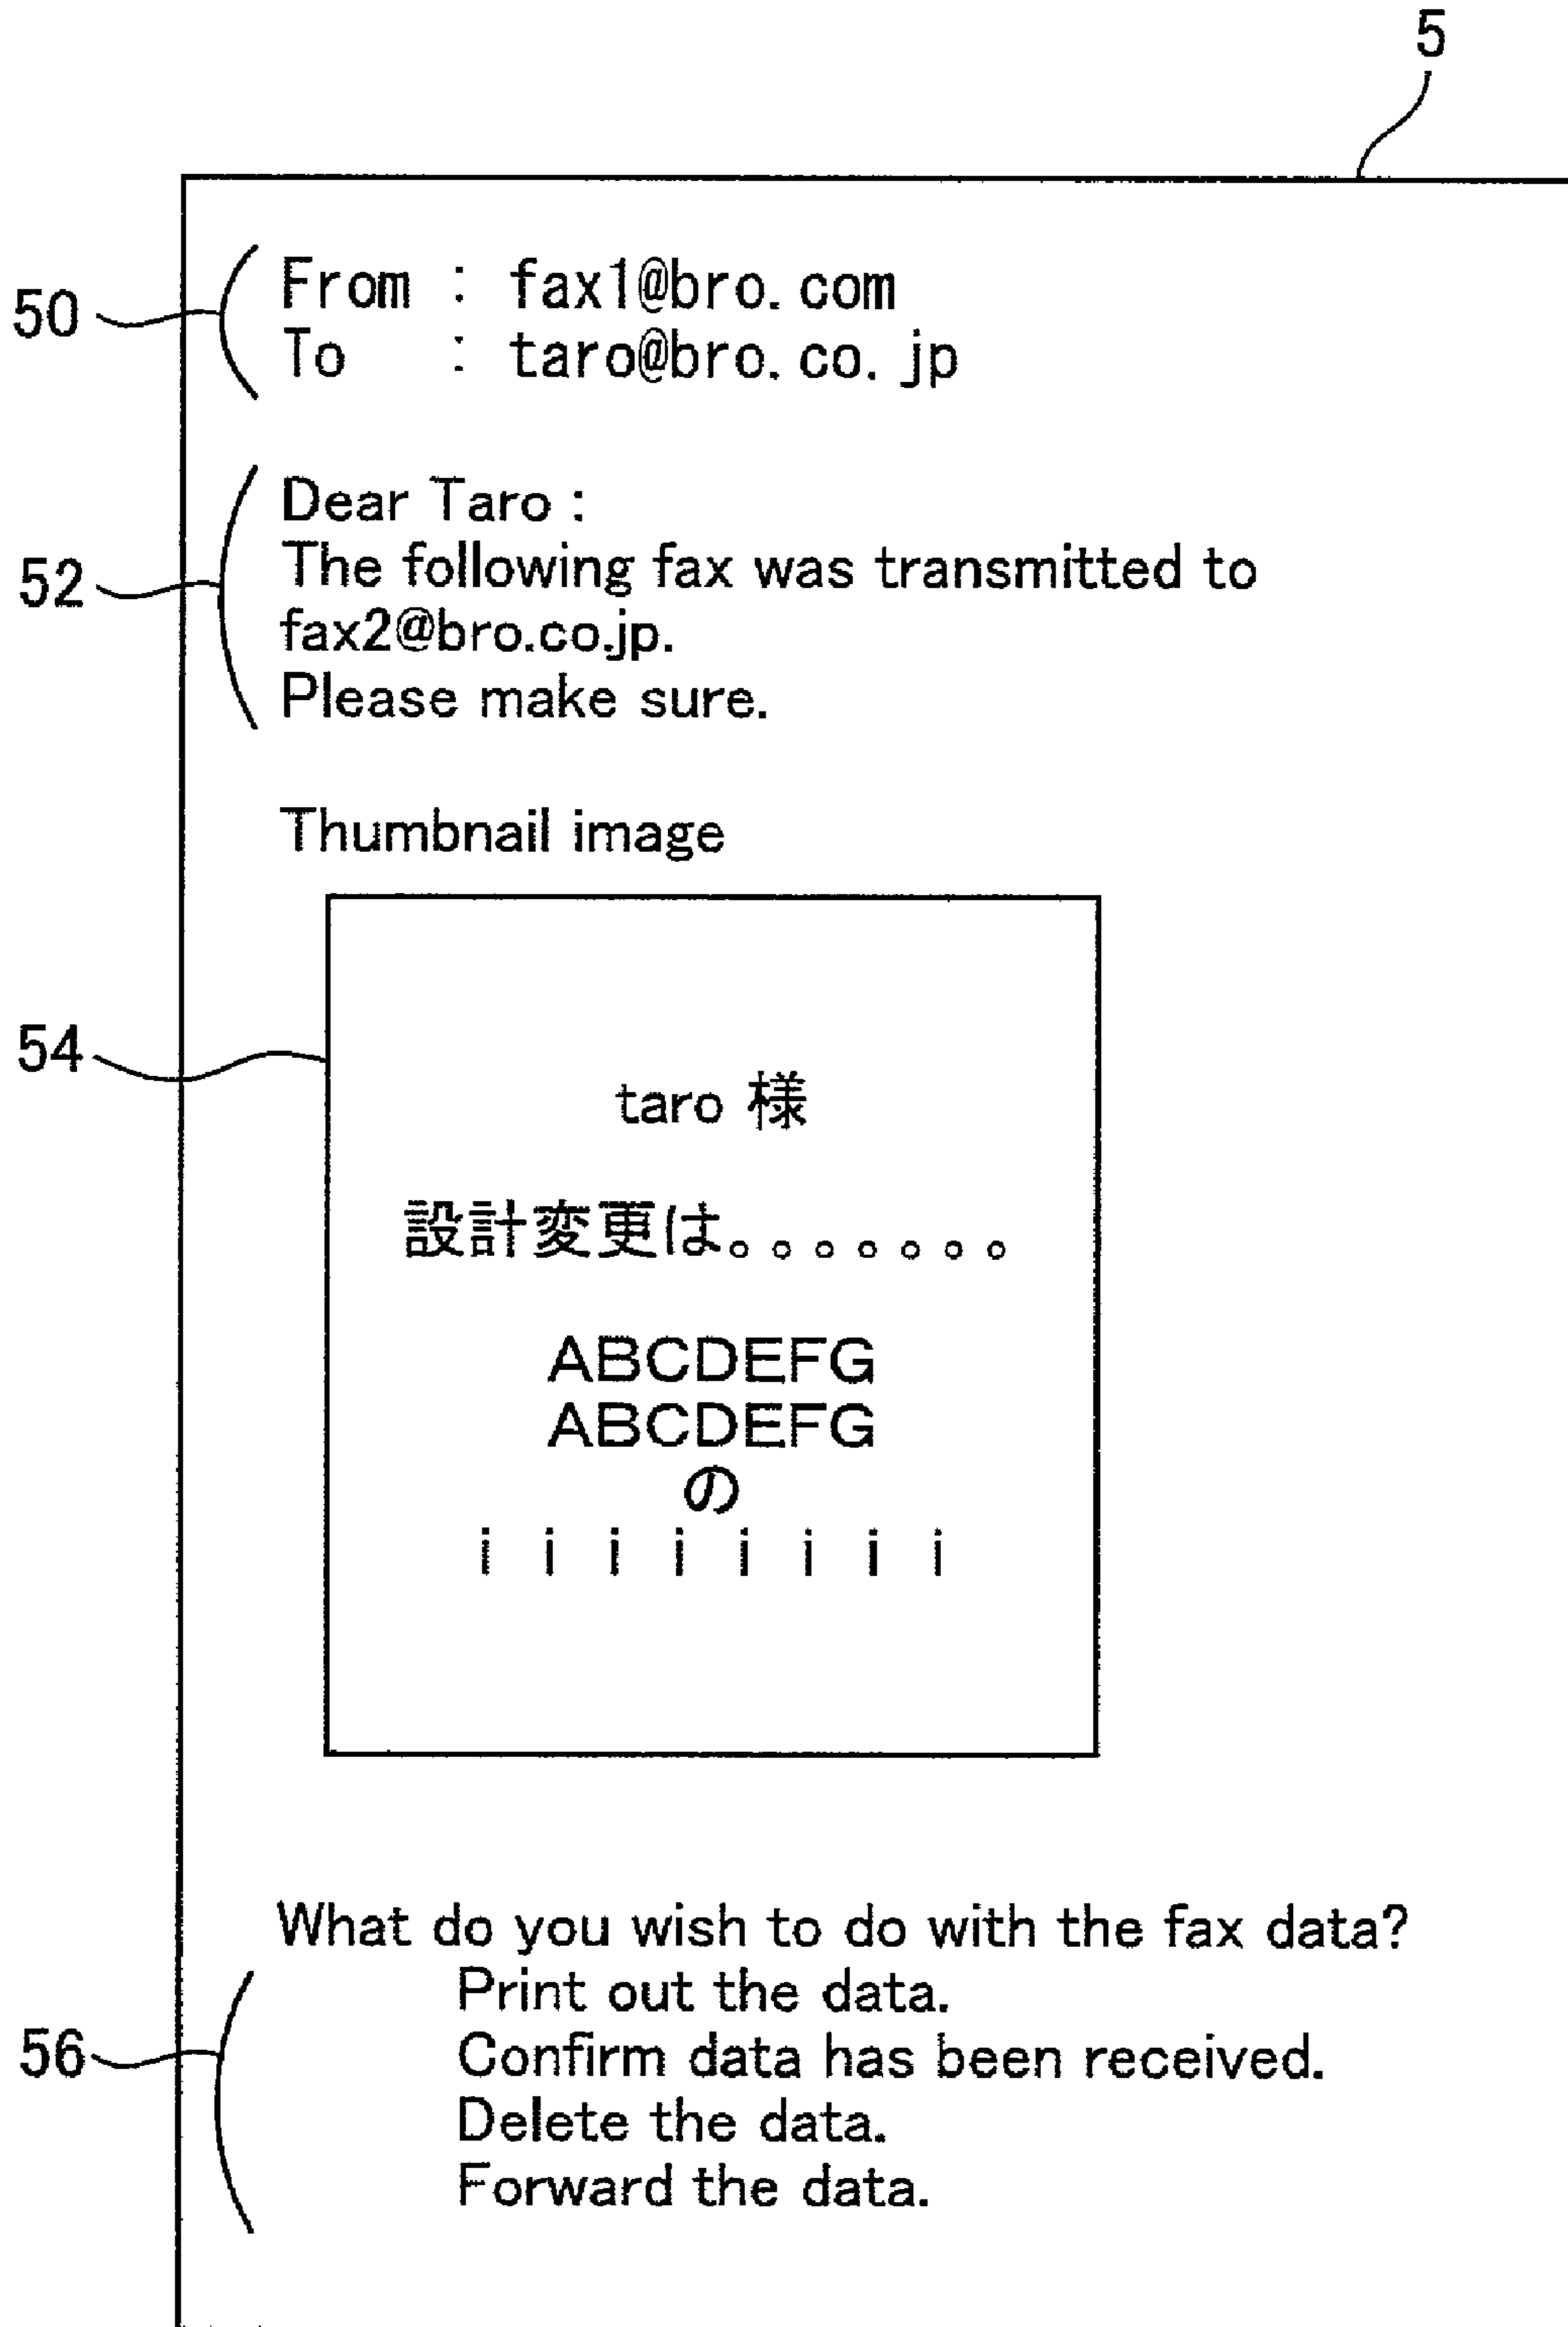 5
50
From : fax1@bro.com
To : taro@bro.co.jp
52
Dear Taro :
The following fax was transmitted to
fax2@bro.co.jp.
Please make sure.
Thumbnail image
54
taro 様
設計変更は。。。。。。。
ABCDEFG
ABCDEFG
の
i i i i i i i i
What do you wish to do with the fax data?
56
Print out the data.
Confirm data has been received.
Delete the data.
Forward the data.